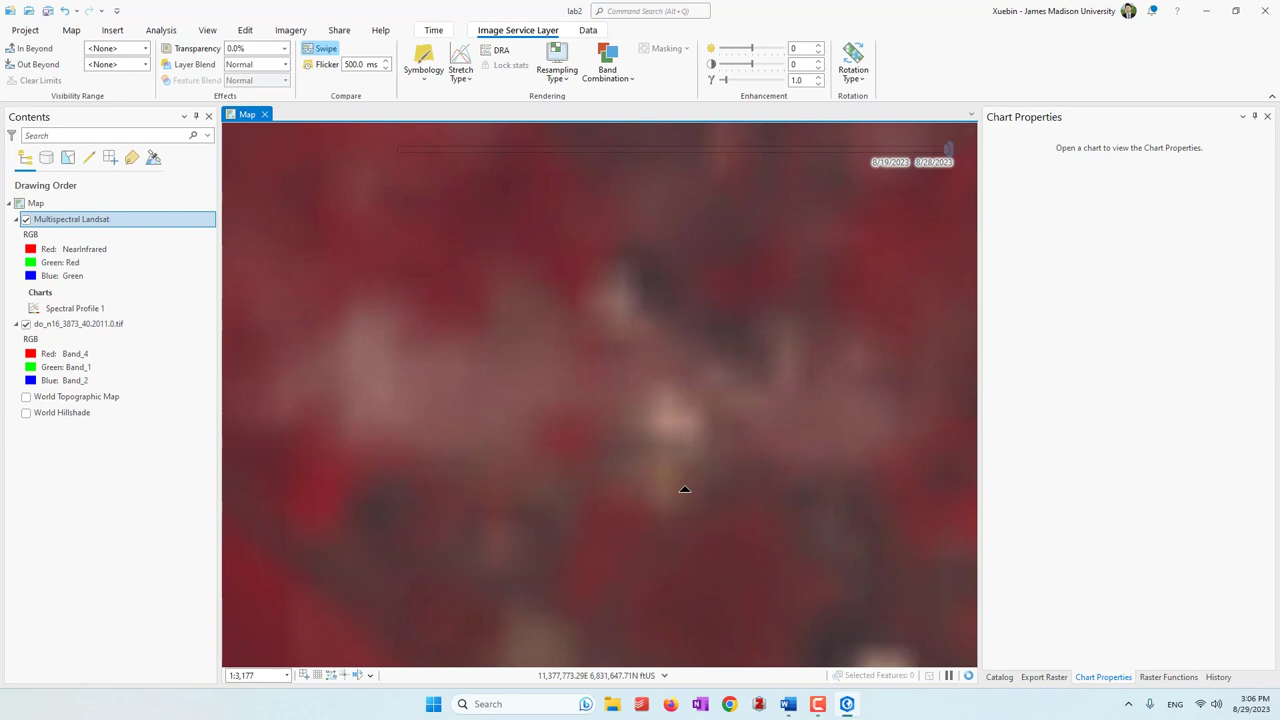 lab2
Command Search (Alt+Q)
Xuebin - James Madison University
Project Map Insert Analysis View Edit Imagery Share Help Time Image Service Layer Data
In Beyond <None>
Out Beyond <None>
Clear Limits
Visibility Range
Transparency 0.0%
Layer Blend Normal
Feature Blend Normal
Effects
Swipe
Flicker 500.0 ms
Compare
Symbology
Stretch Type
DRA
Lock stats
Resampling Type
Band Combination
Masking
Rendering
0
0
1.0
Enhancement
Rotation Type
Rotation
Contents
Search
Drawing Order
Map
Multispectral Landsat
RGB
Red: NearInfrared
Green: Red
Blue: Green
Charts
Spectral Profile 1
do_n16_3873_40.2011.0.tif
RGB
Red: Band_4
Green: Band_1
Blue: Band_2
World Topographic Map
World Hillshade
Map
8/19/2023 8/28/2023
1:3,177
11,377,773.29E 6,831,647.71N ftUS
Selected Features: 0
Chart Properties
Open a chart to view the Chart Properties.
Catalog Export Raster Chart Properties Raster Functions History
Search
ENG
3:06 PM
8/29/2023